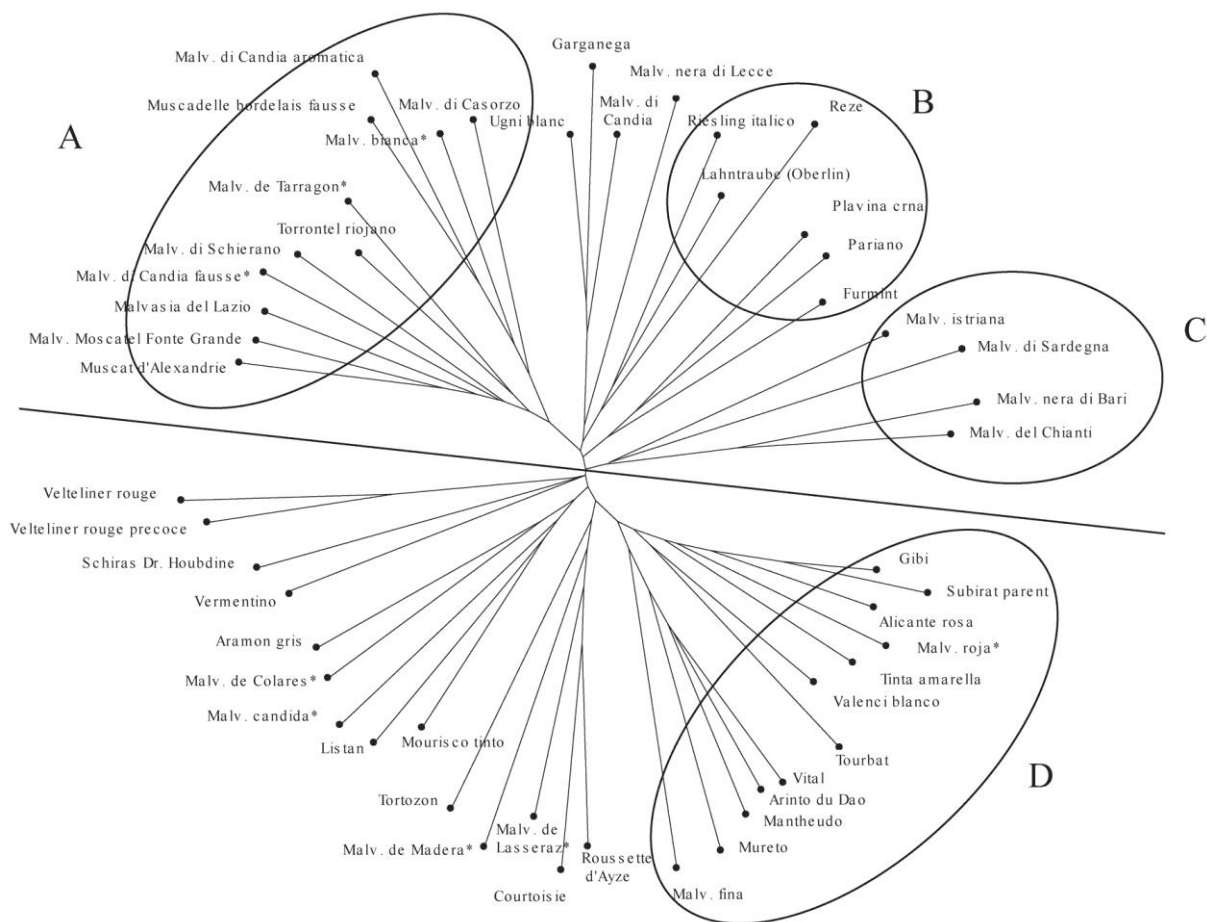 Garganega
Malv. di Candia aromatica
Malv. nera di Lecce
A
B
Muscadelle bordelais fausse
Malv. di Casorzo
Malv. di
Candia
Reze
Ugni blanc
Riesling italico
Malv. bianca*
Lahntraube (Oberlin)
Malv. de Tarragon*
Plavina crna
Torrontel riojano
Malv. di Schierano
Pariano
Malv. di Candia fausse*
Furmint
Malvasia del Lazio
Malv. istriana
C
Malv. Moscatel Fonte Grande
Malv. di Sardegna
Muscat d'Alexandrie
Malv. nera di Bari
Malv. del Chianti
Velteliner rouge
Velteliner rouge precoce
Schiras Dr. Houbdine
Gibi
Vermentino
Subirat parent
Alicante rosa
Aramon gris
Malv. roja*
Malv. de Colares*
Tinta amarella
Valenci blanco
Malv. candida*
Listan
Mourisco tinto
Tourbat
D
Vital
Tortozon
Arinto du Dao
Mantheudo
Malv. de Madera*
Malv. de
Lasseraz*
Mureto
Roussette
d'Ayze
Courtoisie
Malv. fina